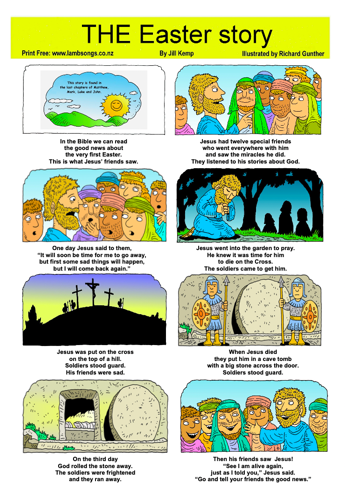 THE Easter story
Print Free: www.lambsongs.co.nz By Jill Kemp Illustrated by Richard Gunther
This story is found in
the last chapters of Matthew,
Mark, Luke and John.
In the Bible we can read
the good news about
the very first Easter.
This is what Jesus' friends saw.
Jesus had twelve special friends
who went everywhere with him
and saw the miracles he did.
They listened to his stories about God.
One day Jesus said to them,
"It will soon be time for me to go away,
but first some sad things will happen,
but I will come back again."
Jesus went into the garden to pray.
He knew it was time for him
to die on the Cross.
The soldiers came to get him.
Jesus was put on the cross
on the top of a hill.
Soldiers stood guard.
His friends were sad.
When Jesus died
they put him in a cave tomb
with a big stone across the door.
Soldiers stood guard.
On the third day
God rolled the stone away.
The soldiers were frightened
and they ran away.
Then his friends saw Jesus!
"See I am alive again,
just as I told you," Jesus said.
"Go and tell your friends the good news."